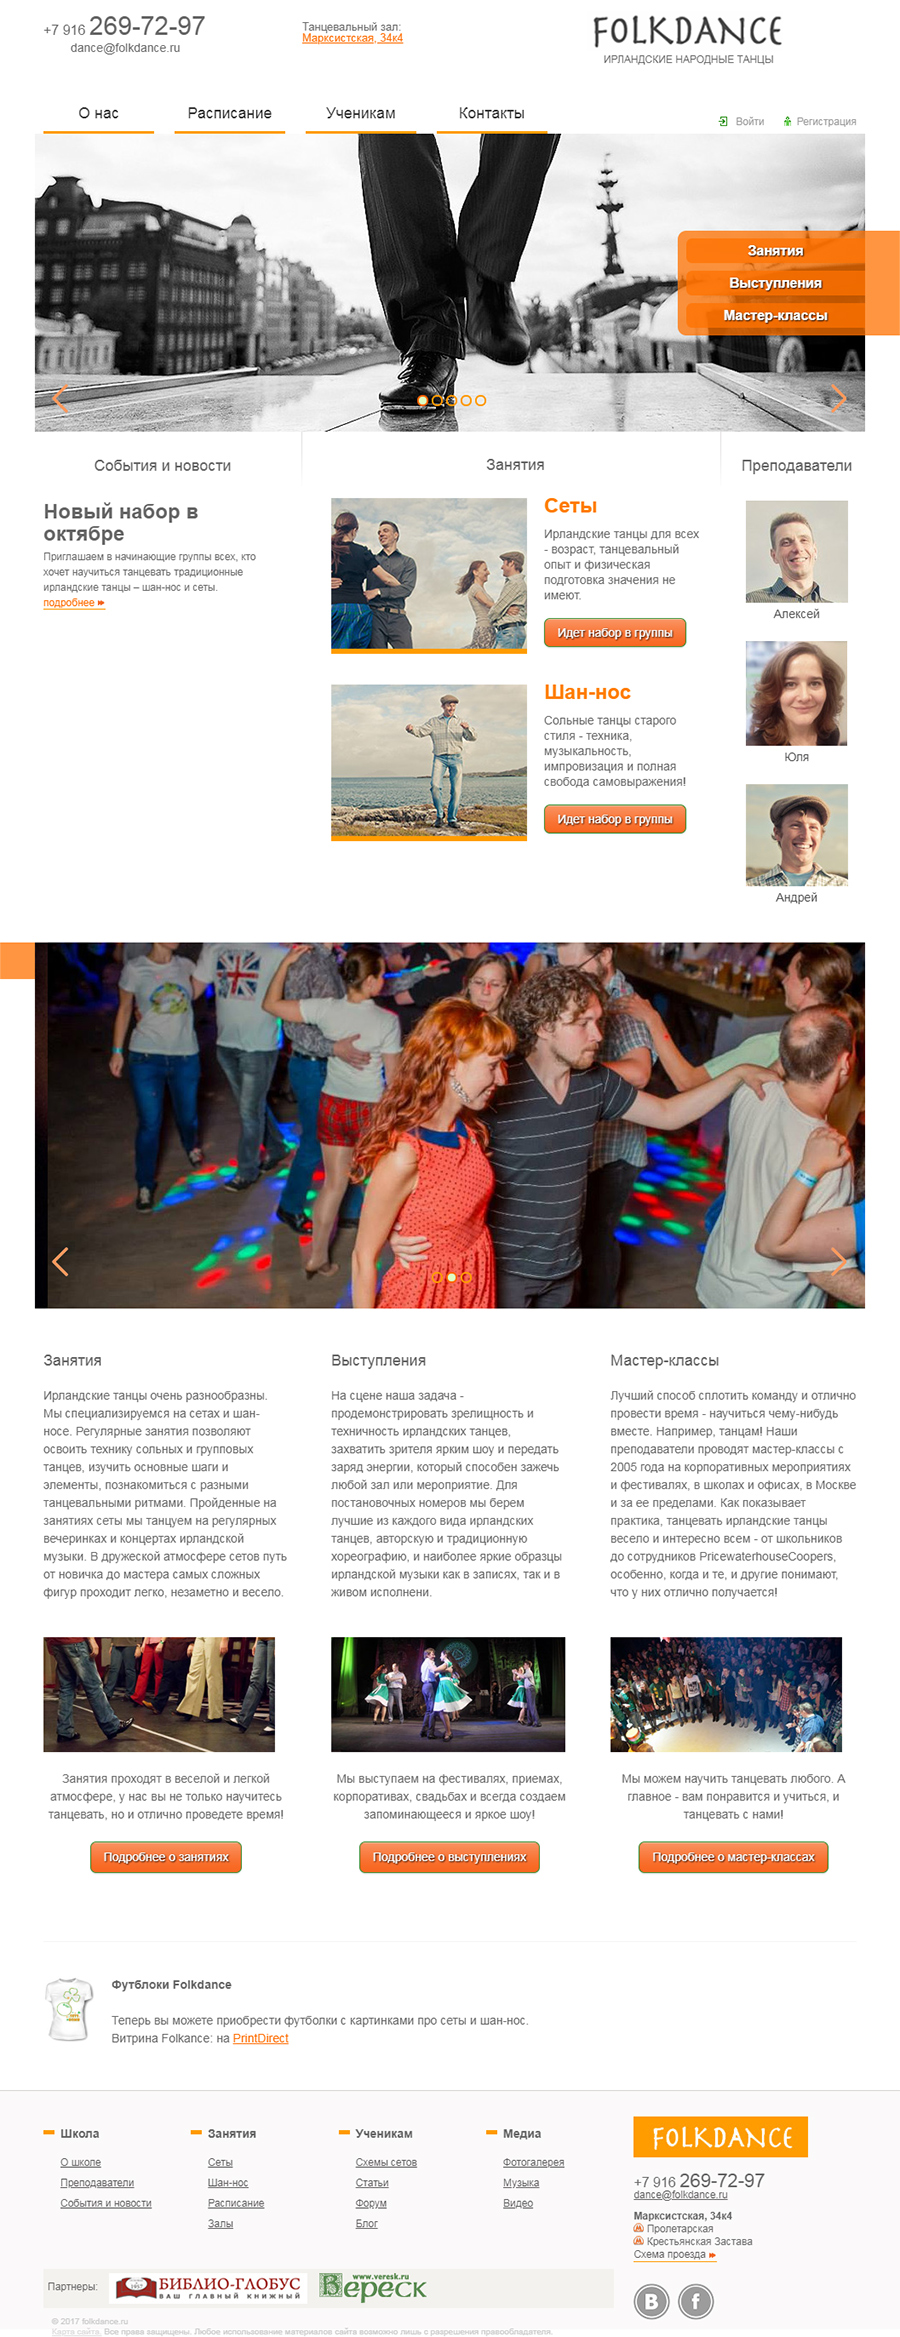 +7 916 269-72-97
dance@folkdance.ru
Танцевальный зал:
Марксистская, 34к4
FOLKDANCE
ИРЛАНДСКИЕ НАРОДНЫЕ ТАНЦЫ
О нас
Расписание
Ученикам
Контакты
Войти
Регистрация
Занятия
Выступления
Мастер-классы
События и новости
Новый набор в
октябре
Приглашаем в начинающие группы всех, кто
хочет научиться танцевать традиционные
ирландские танцы – шан-нос и сеты.
подробнее
Занятия
Сеты
Ирландские танцы для всех
- возраст, танцевальный
опыт и физическая
подготовка значения не
имеют.
Идет набор в группы
Шан-нос
Сольные танцы старого
стиля - техника,
музыкальность,
импровизация и полная
свобода самовыражения!
Идет набор в группы
Преподаватели
Алексей
Юля
Андрей
Занятия
Ирландские танцы очень разнообразны.
Мы специализируемся на сетах и шан-
носе. Регулярные занятия позволяют
освоить технику сольных и групповых
танцев, изучить основные шаги и
элементы, познакомиться с разными
танцевальными ритмами. Пройденные на
занятиях сеты мы танцуем на регулярных
вечеринках и концертах ирландской
музыки. В дружеской атмосфере сетов путь
от новичка до мастера самых сложных
фигур проходит легко, незаметно и весело.
Выступления
На сцене наша задача -
продемонстрировать зрелищность и
техничность ирландских танцев,
захватить зрителя ярким шоу и передать
заряд энергии, который способен зажечь
любой зал или мероприятие. Для
постановочных номеров мы берем
лучшие из каждого вида ирландских
танцев, авторскую и традиционную
хореографию, и наиболее яркие образцы
ирландской музыки как в записях, так и в
живом исполнени.
Мастер-классы
Лучший способ сплотить команду и отлично
провести время - научиться чему-нибудь
вместе. Например, танцам! Наши
преподаватели проводят мастер-классы с
2005 года на корпоративных мероприятиях
и фестивалях, в школах и офисах, в Москве
и за ее пределами. Как показывает
практика, танцевать ирландские танцы
весело и интересно всем - от школьников
до сотрудников PricewaterhouseCoopers,
особенно, когда и те, и другие понимают,
что у них отлично получается!
Занятия проходят в веселой и легкой
атмосфере, у нас вы не только научитесь
танцевать, но и отлично проведете время!
Подробнее о занятиях
Мы выступаем на фестивалях, приемах,
корпоративах, свадьбах и всегда создаем
запоминающееся и яркое шоу!
Подробнее о выступлениях
Мы можем научить танцевать любого. А
главное - вам понравится и учиться, и
танцевать с нами!
Подробнее о мастер-классах
Футблоки Folkdance
Теперь вы можете приобрести футболки с картинками про сеты и шан-нос.
Витрина Folkance: на PrintDirect
Школа
О школе
Преподаватели
События и новости
Занятия
Сеты
Шан-нос
Расписание
Залы
Ученикам
Схемы сетов
Статьи
Форум
Блог
Медиа
Фотогалерея
Музыка
Видео
FOLKDANCE
+7 916 269-72-97
dance@folkdance.ru
Марксистская, 34к4
Пролетарская
Крестьянская Застава
Схема проезда
Партнеры:
БИБЛИО-ГЛОБУС
ВАШ ГЛАВНЫЙ КНИЖНЫЙ
www.veresk.ru
Вереск
В f
© 2017 folkdance.ru
Карта сайта. Все права защищены. Любое использование материалов сайта возможно лишь с разрешения правообладателя.